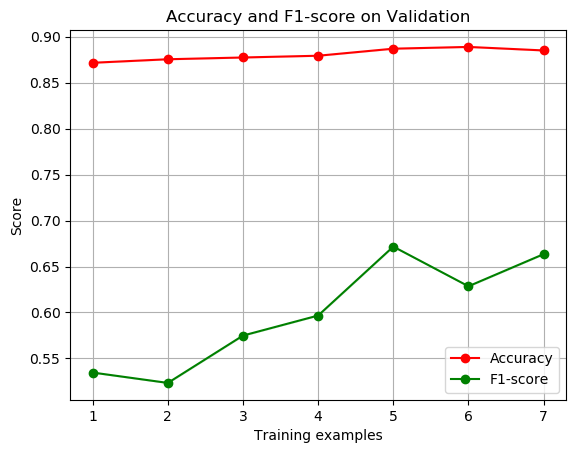 Accuracy and F1-score on Validation
0.90
0.85
0.80
0.75
0.70
0.65
0.60
0.55
Score
Accuracy
F1-score
1 2 3 4 5 6 7
Training examples